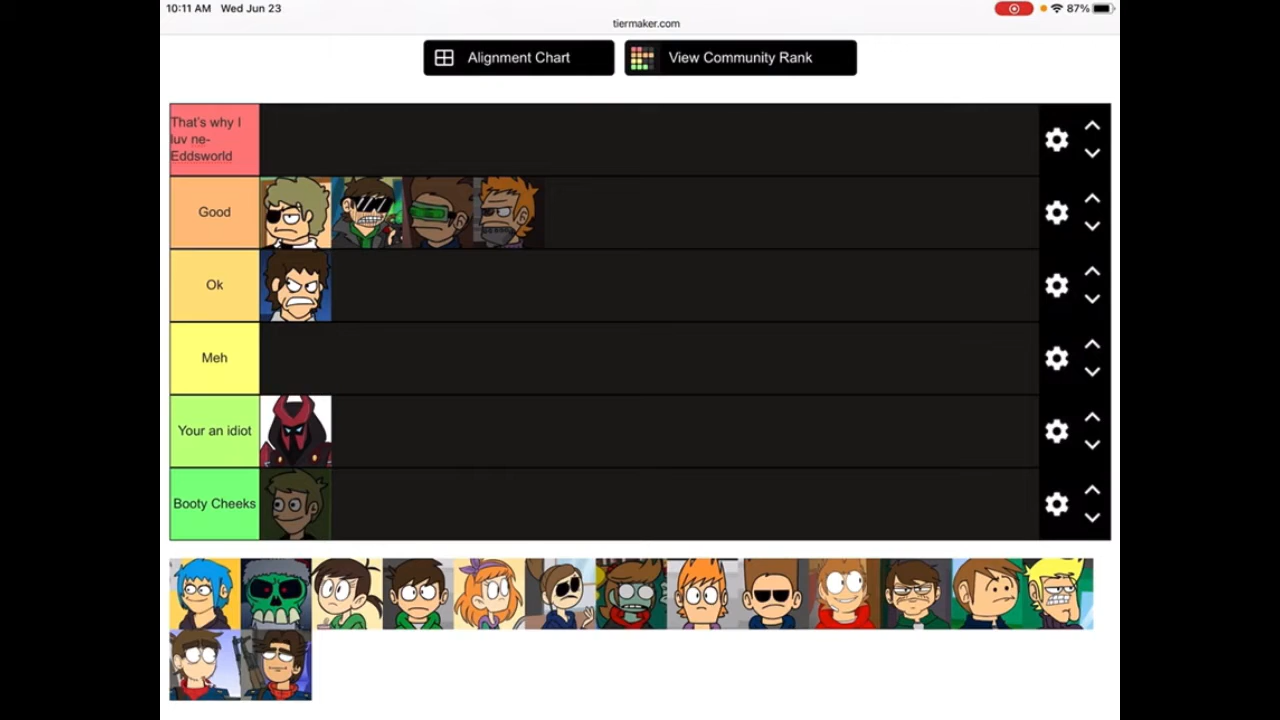 10:11 AM Wed Jun 23
87%
tiermaker.com
Alignment Chart
View Community Rank
That's why I
luv ne-
Eddsworld
Good
Ok
Meh
Your an idiot
Booty Cheeks